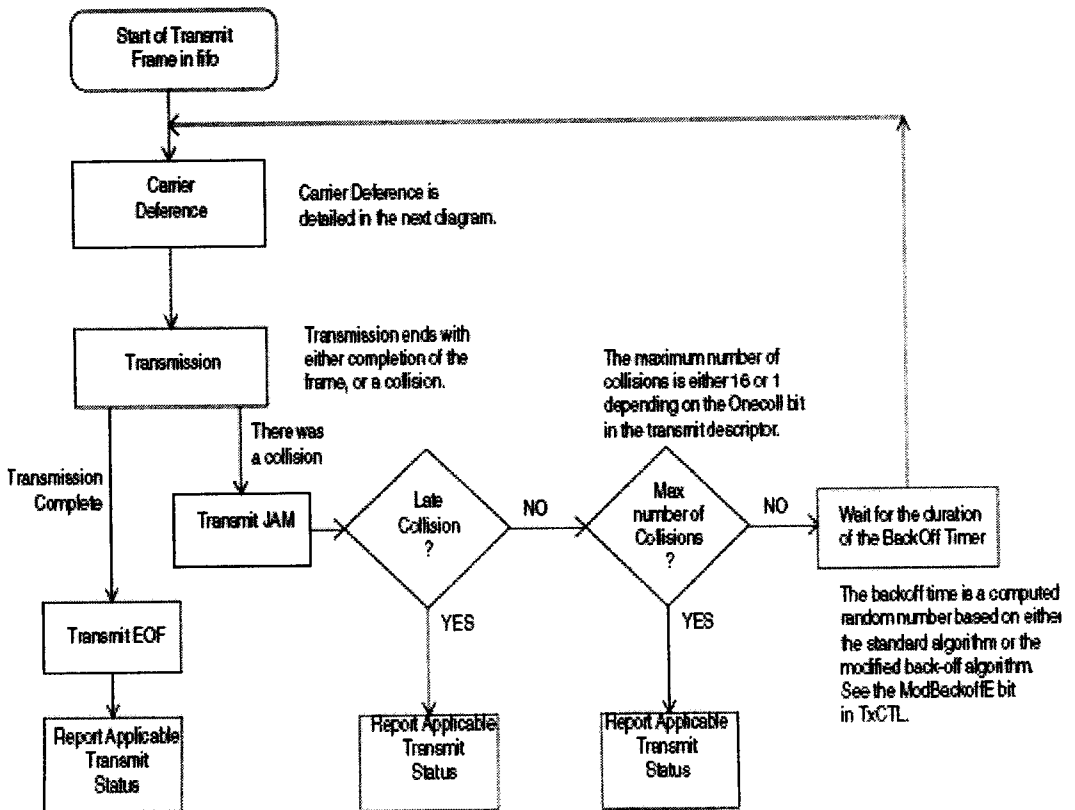 Start of Transmit
Frame in fifo
Carrier
Deference
Carrier Deference is
detailed in the next diagram.
Transmission
Transmission ends with
either completion of the
frame, or a collision.
The maximum number of
collisions is either 16 or 1
depending on the Onecoll bit
in the transmit descriptor.
There was
a collision
Transmission
Complete
Transmit JAM
Late
Collision
?
NO
Max
number of
Collisions
?
NO
Wait for the duration
of the BackOff Timer
YES
YES
The backoff time is a computed
random number based on either
the standard algorithm or the
modified back-off algorithm.
See the ModBackoffE bit
in TxCTL.
Transmit EOF
Report Applicable
Transmit
Status
Report Applicable
Transmit
Status
Report Applicable
Transmit
Status